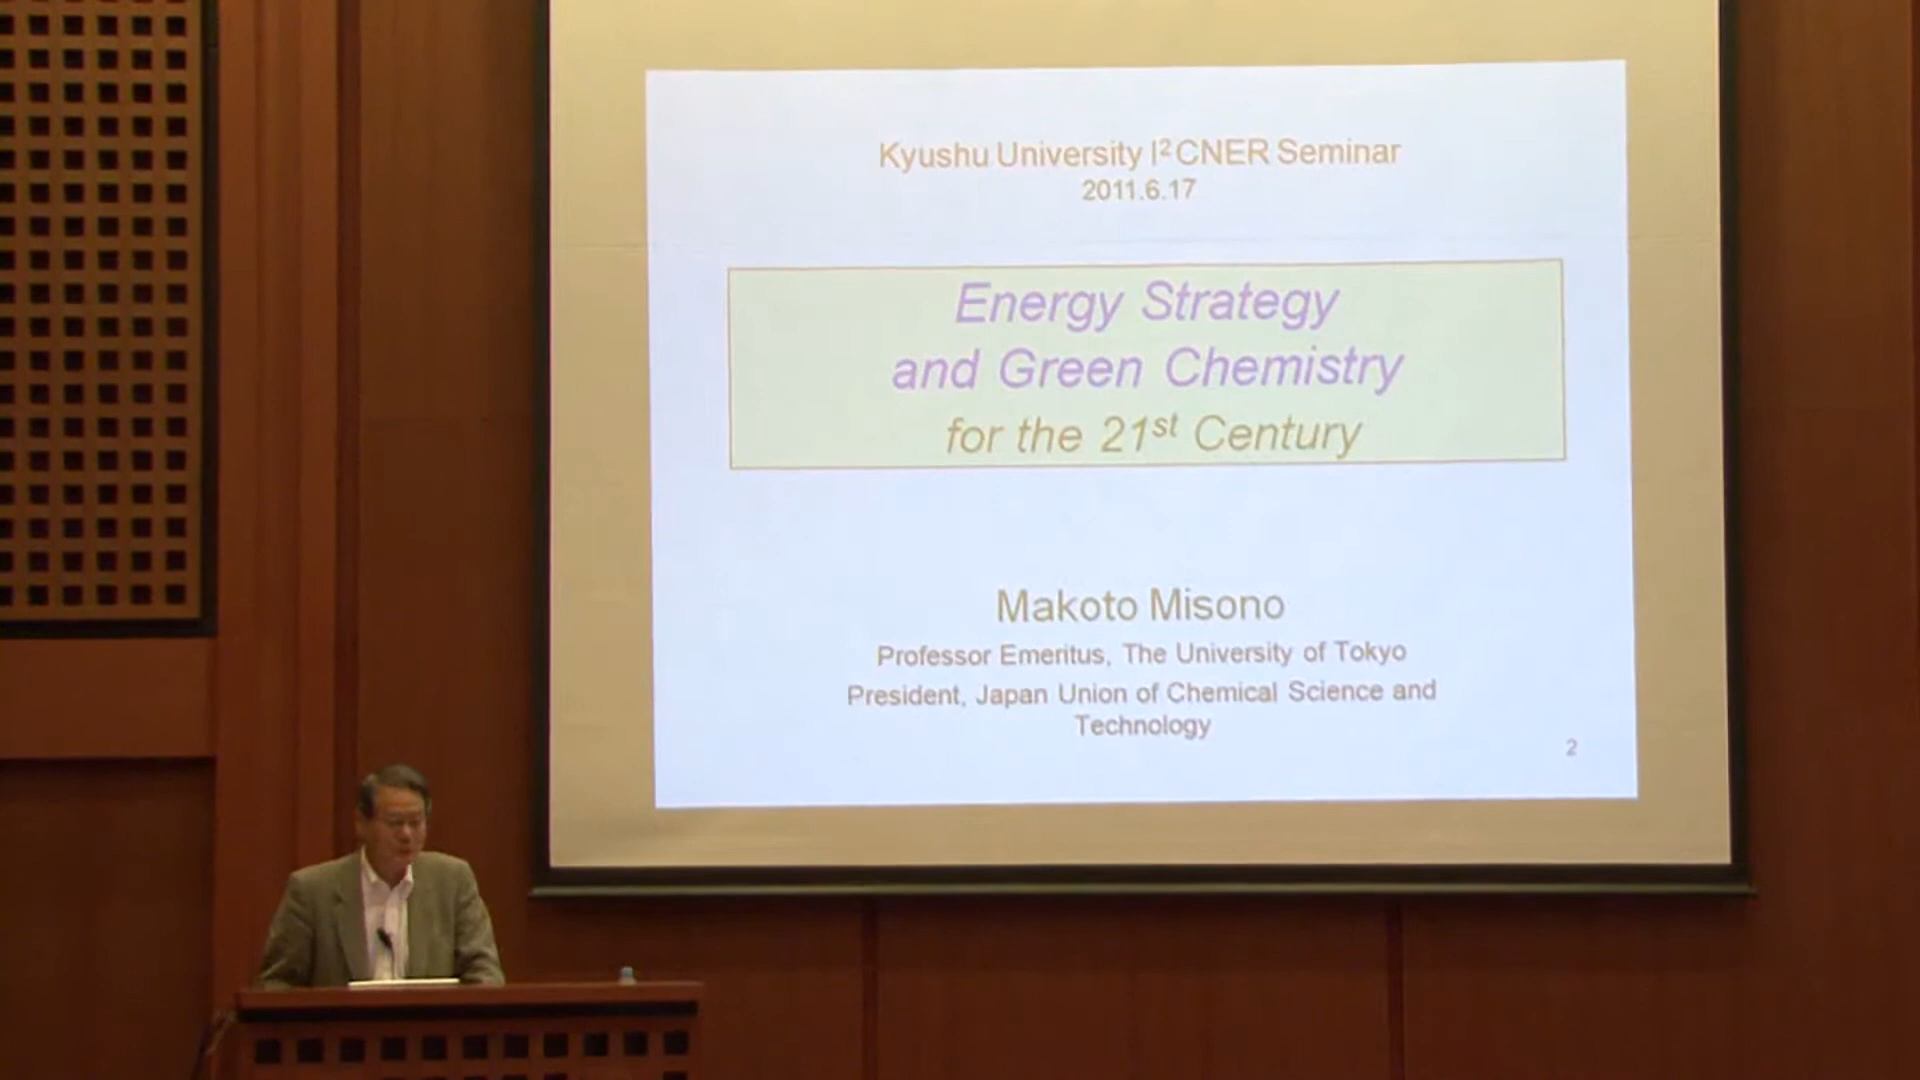 Kyushu University I²CNER Seminar
2011.6.17
Energy Strategy
and Green Chemistry
for the 21st Century
Makoto Misono
Professor Emeritus, The University of Tokyo
President, Japan Union of Chemical Science and
Technology
2